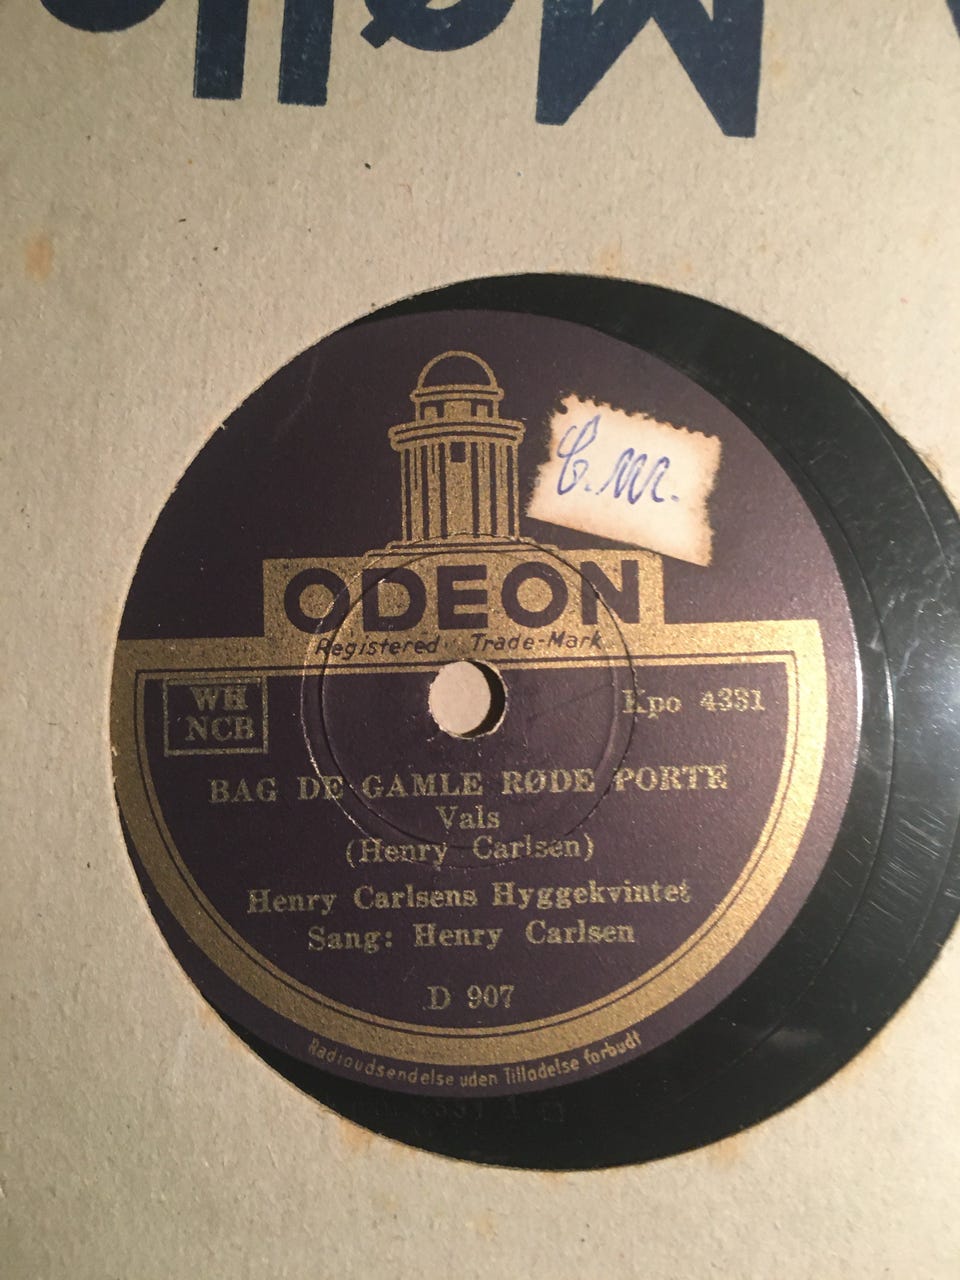 ODEON
Registered Trade-Mark
WH
NCB
Kpo 4331
BAG DE GAMLE RØDE PORTE
Vals
(Henry Carlsen)
Henry Carlsens Hyggekvintet
Sang: Henry Carlsen
D 907
Radioudsendelse uden Tilladelse forbudt